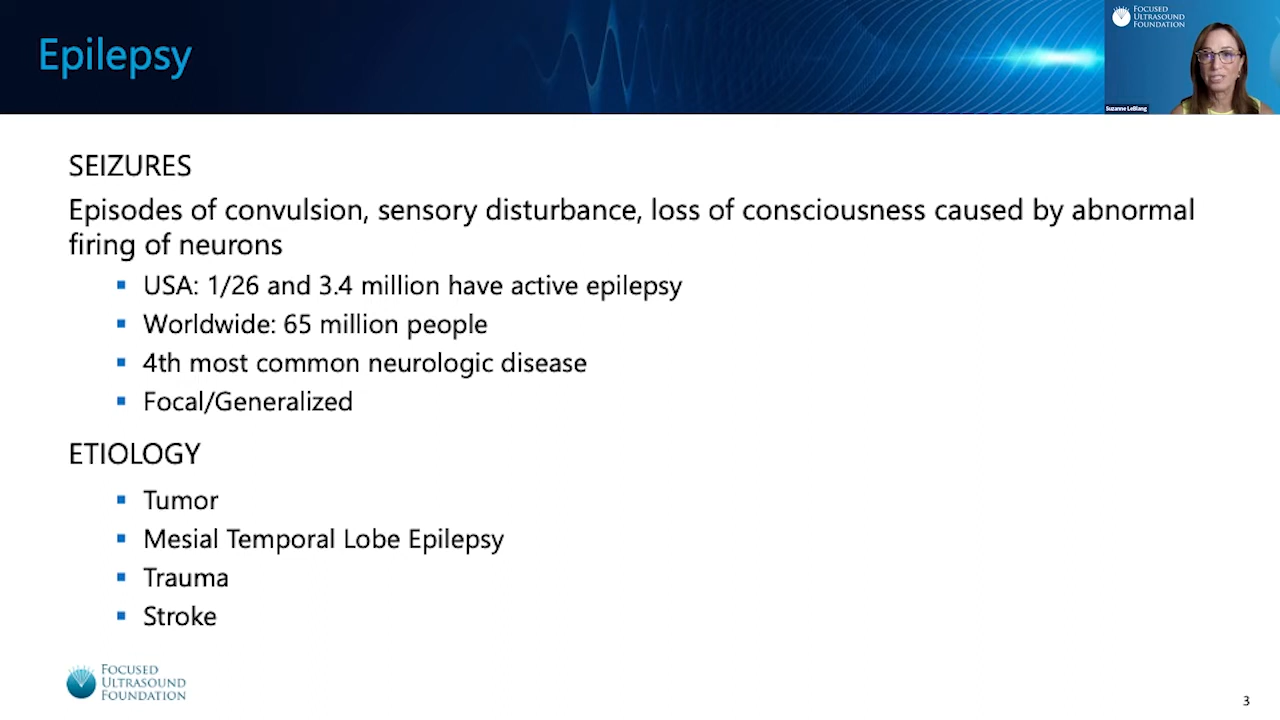 Epilepsy
FOCUSED
ULTRASOUND
FOUNDATION
Suzanne LeBlang
SEIZURES
Episodes of convulsion, sensory disturbance, loss of consciousness caused by abnormal
firing of neurons
▪ USA: 1/26 and 3.4 million have active epilepsy
▪ Worldwide: 65 million people
▪ 4th most common neurologic disease
▪ Focal/Generalized
ETIOLOGY
▪ Tumor
▪ Mesial Temporal Lobe Epilepsy
▪ Trauma
▪ Stroke
FOCUSED
ULTRASOUND
FOUNDATION
3